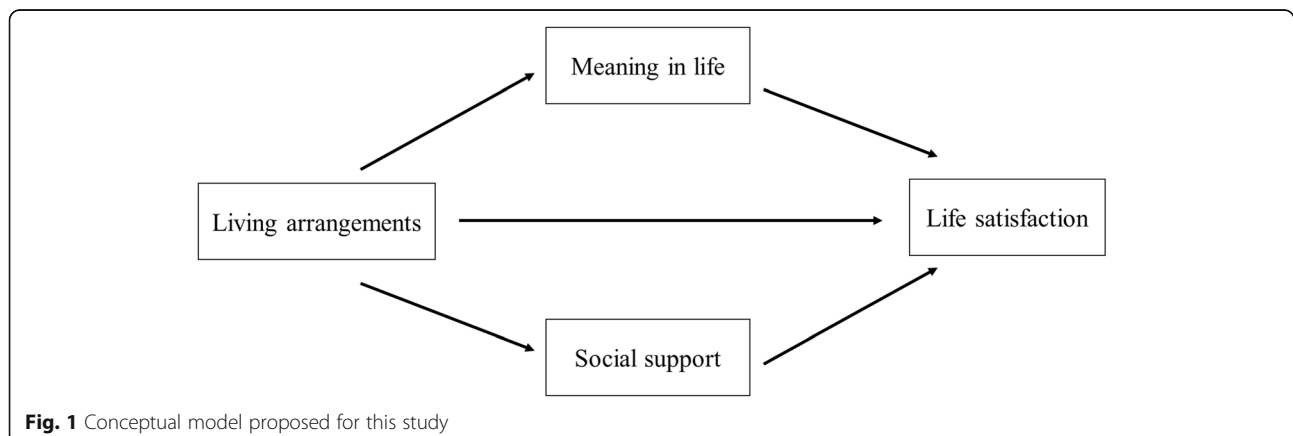 Meaning in life
Living arrangements
Life satisfaction
Social support
Fig. 1 Conceptual model proposed for this study